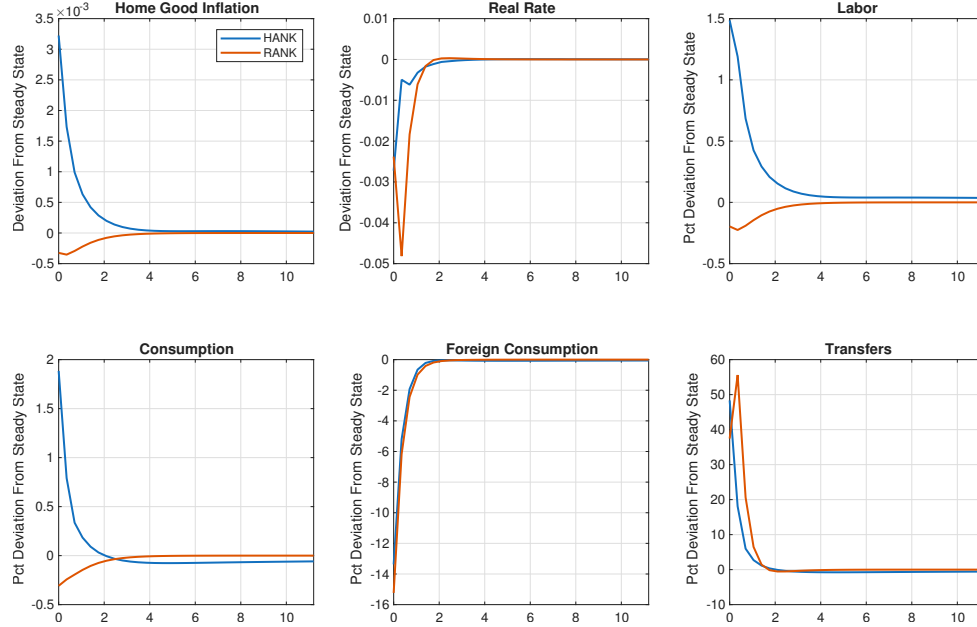 Home Good Inflation
×10⁻³
Deviation From Steady State
3.5
3
2.5
2
1.5
1
0.5
0
-0.5
0 2 4 6 8 10
HANK
RANK
Real Rate
Deviation From Steady State
0.01
0
-0.01
0.02
-0.03
-0.04
-0.05
0 2 4 6 8 10
Labor
Pct Deviation From Steady State
1.5
1
0.5
0
-0.5
0 2 4 6 8 10
Consumption
Pct Deviation From Steady State
2
1.5
1
0.5
0
-0.5
0 2 4 6 8 10
Foreign Consumption
Pct Deviation From Steady State
0
-2
-4
-6
-8
-10
-12
-14
-16
0 2 4 6 8 10
Transfers
Pct Deviation From Steady State
60
50
40
30
20
10
0
-10
0 2 4 6 8 10